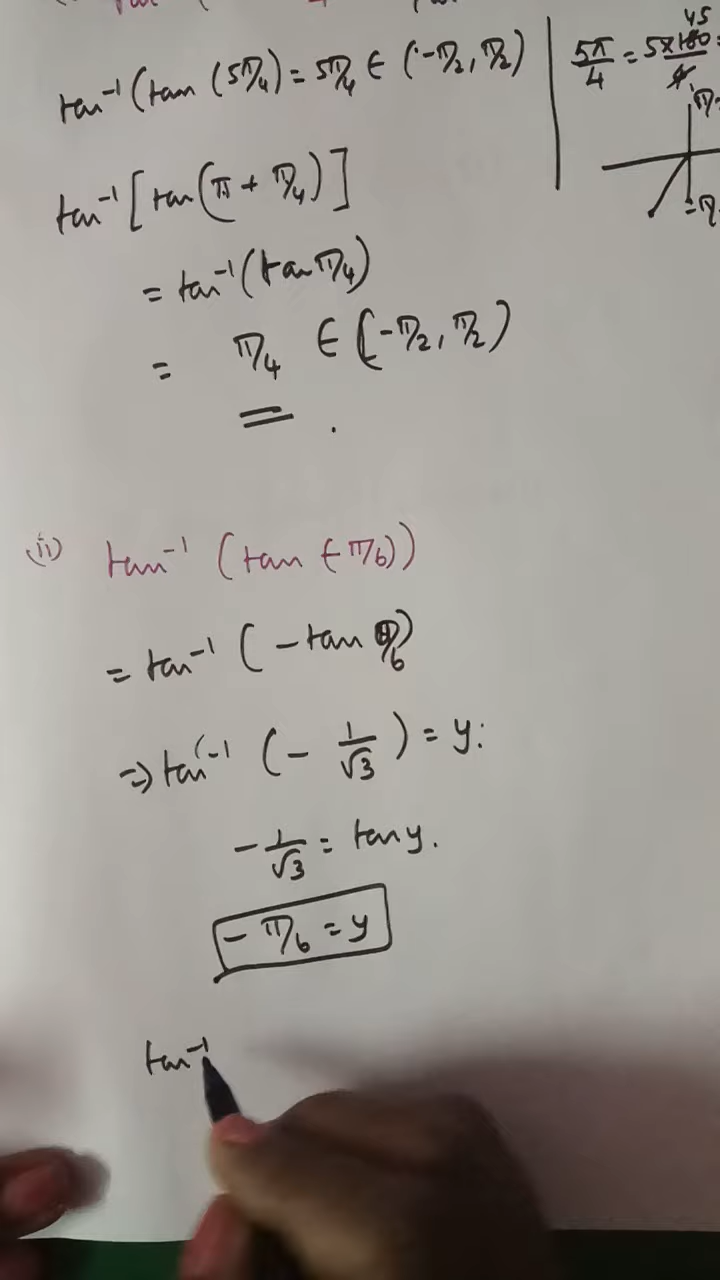 tan⁻¹(tan(5π/4) = 5π/4 ∈ (-π/2, π/2)
5π/4 = 5×180
45
4
tan⁻¹[tan(π + π/4)]
= tan⁻¹(tan π/4)
= π/4 ∈ (-π/2, π/2)
(ii) tan⁻¹ (tan (-π/6))
= tan⁻¹ (-tan π/6)
⇒ tan⁻¹ (- 1/√3) = y.
- 1/√3 = tan y.
- π/6 = y
tan⁻¹